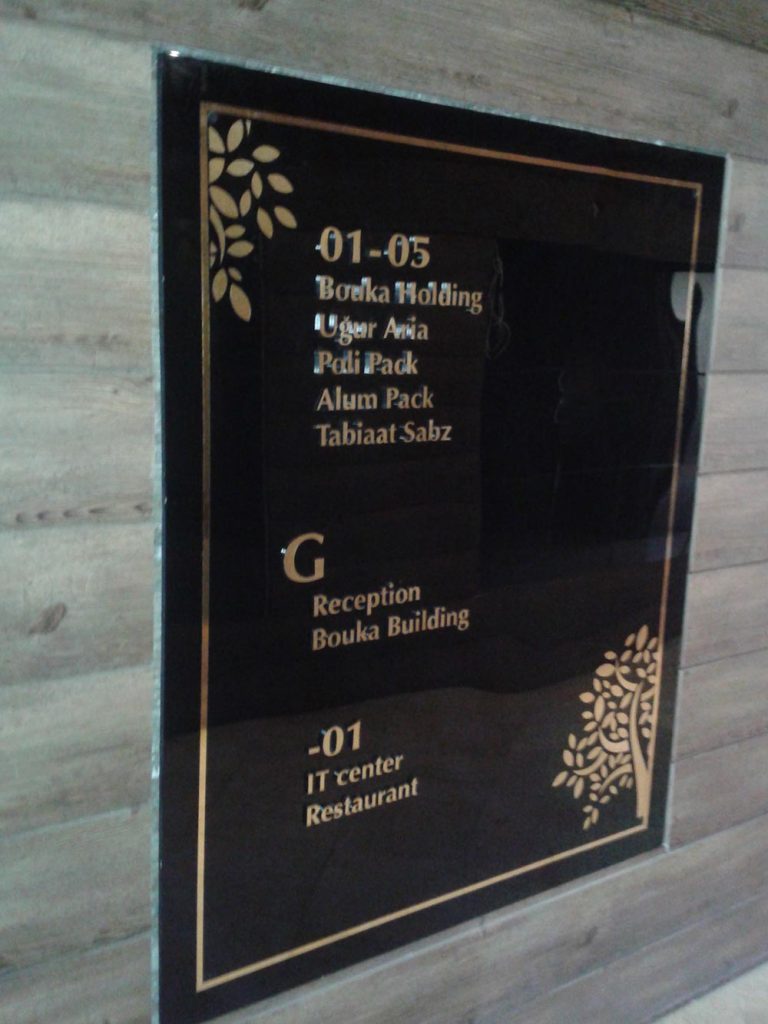 01-05
Bouka Holding
Uğur Aria
Poli Pack
Alum Pack
Tabiaat Sabz
G
Reception
Bouka Building
-01
IT center
Restaurant